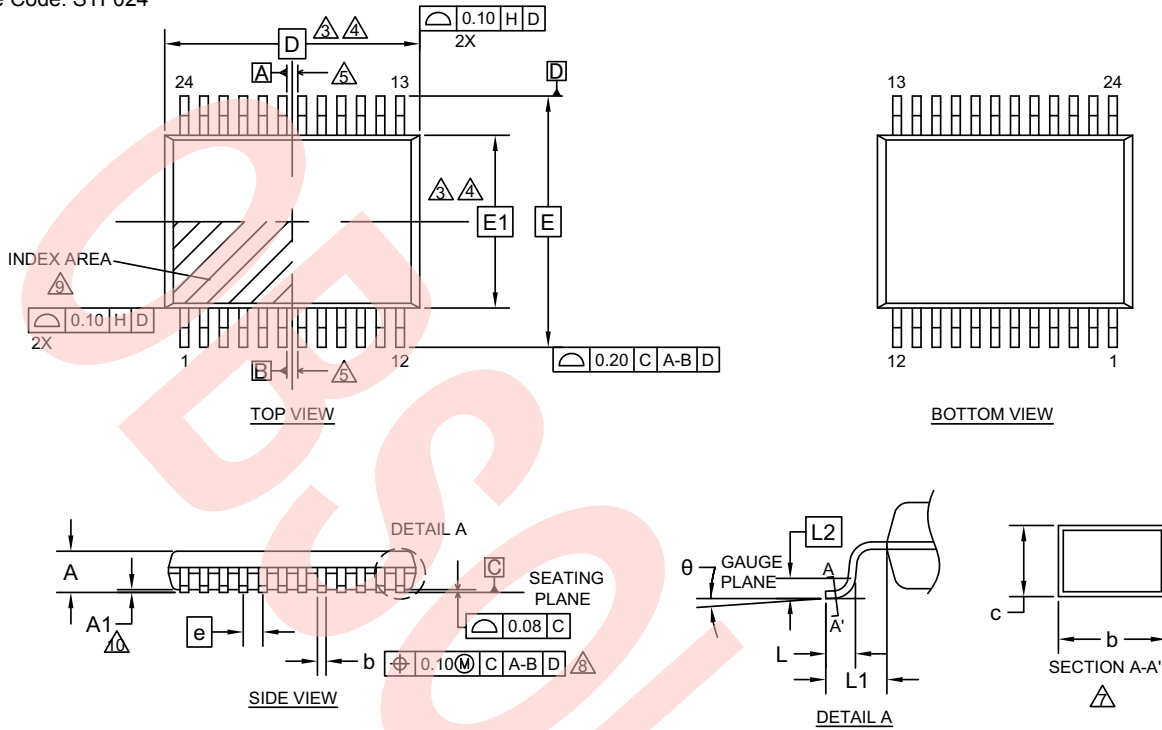 e Code: STF024
D 3 4
0.10 H D
2X
A 5
D
24 13
3 4
E1 E
INDEX AREA
9
0.10 H D
2X
1 12
B 5
0.20 C A-B D
TOP VIEW
13 24
12 1
BOTTOM VIEW
DETAIL A
A
A1
10
e
C
SEATING
PLANE
0.08 C
b
0.10 M C A-B D 8
SIDE VIEW
L2
θ GAUGE
PLANE
A
A'
L
L1
DETAIL A
c
b
SECTION A-A'
7
OBSOL